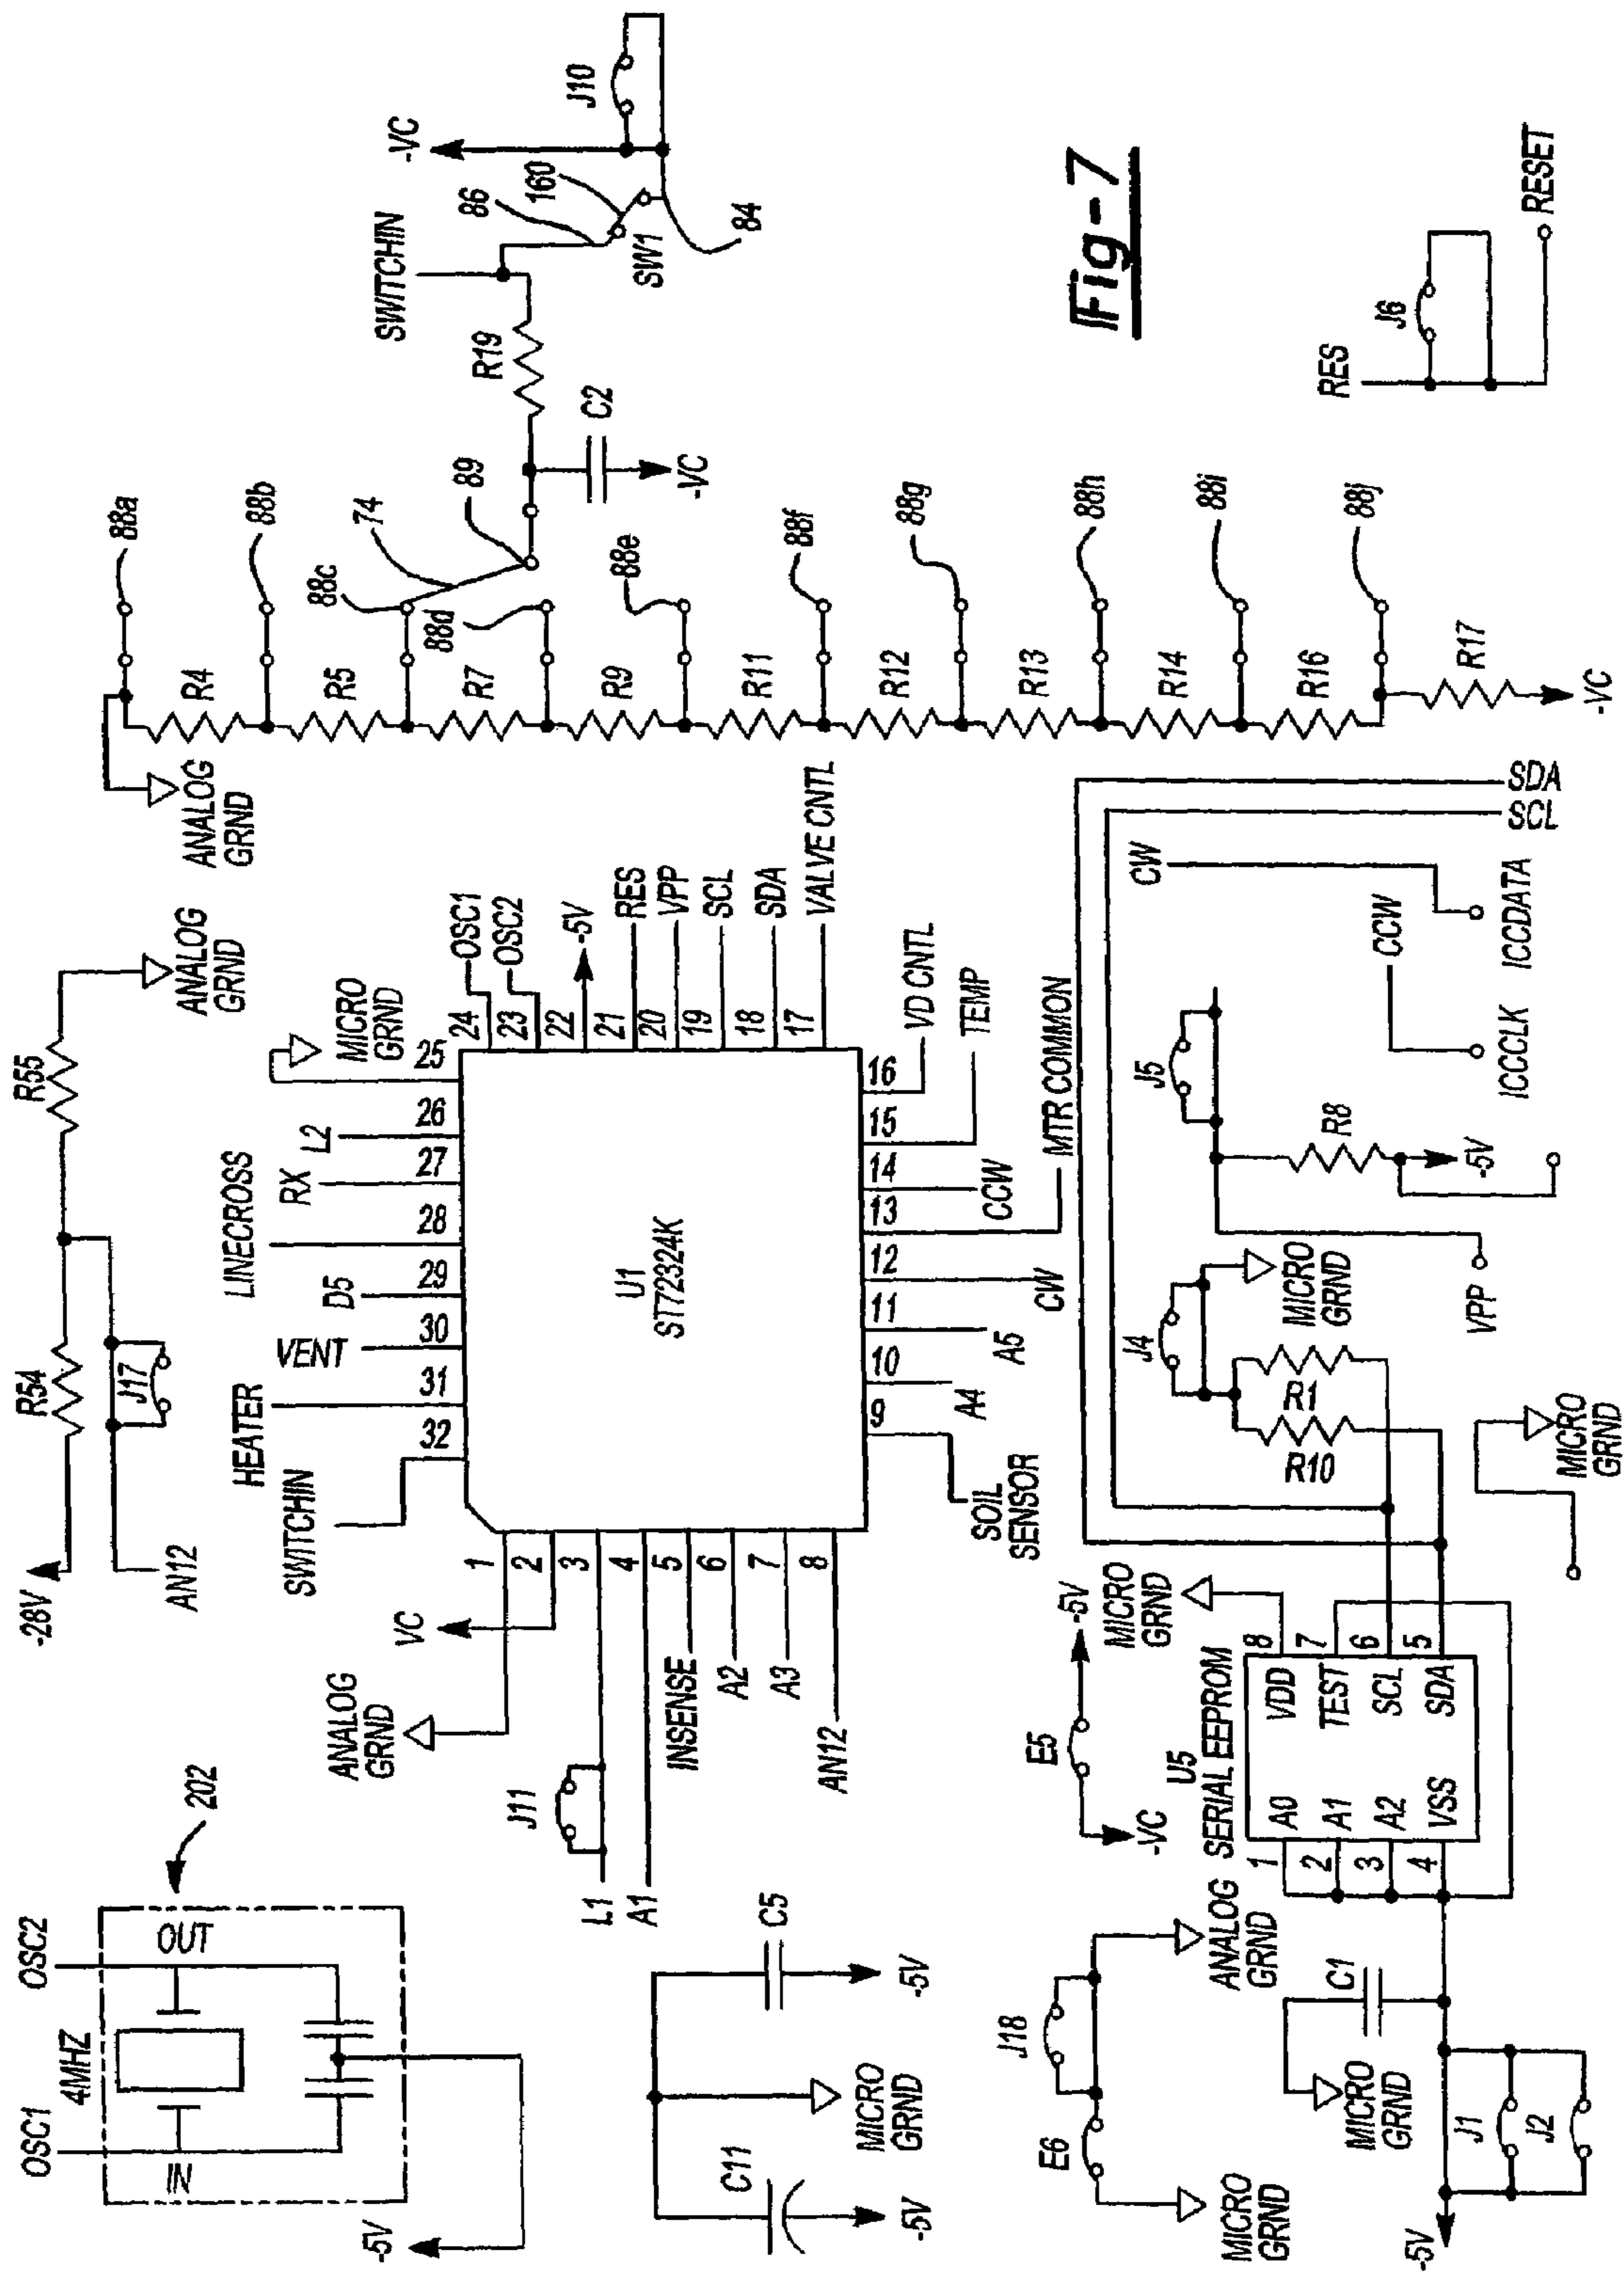 OSC1
OSC2
4MHZ
IN
OUT
202
-5V
-28V
R54
R55
J17
AN12
ANALOG
GRND
SWITCHIN
HEATER
VENT
D5
LINECROSS
RX
L2
MICRO
GRND
32
31
30
29
28
27
26
25
OSC1
OSC2
-5V
RES
VPP
SCL
SDA
VALVE CNTL
24
23
22
21
20
19
18
17
U1
ST72324K
VC
ANALOG
GRND
J11
L1
A1
INSENSE
A2
A3
AN12
1
2
3
4
5
6
7
8
9
10
11
12
13
14
15
16
SOIL
SENSOR
A4
A5
CW
MTR COMMON
CCW
TEMP
VD CNTL
ANALOG
GRND
R4
R5
R7
R9
R11
R12
R13
R14
R16
R17
-VC
88a
88b
88c
88d
88e
88f
88g
88h
88i
88j
74
89
C2
-VC
R19
SWITCHIN
86
160
SW1
84
-VC
J10
C11
C5
-5V
MICRO
GRND
-5V
E6
J18
MICRO
GRND
ANALOG
GRND
E5
-VC
-5V
U5
SERIAL EEPROM
A0
A1
A2
VSS
VDD
TEST
SCL
SDA
1
2
3
4
8
7
6
5
MICRO
GRND
C1
MICRO
GRND
J1
J2
-5V
J4
R1
R10
MICRO
GRND
MICRO
GRND
J5
R8
-5V
VPP
CCW
CW
ICCCLK
ICCDATA
SCL
SDA
RES
J6
RESET
Fig-7